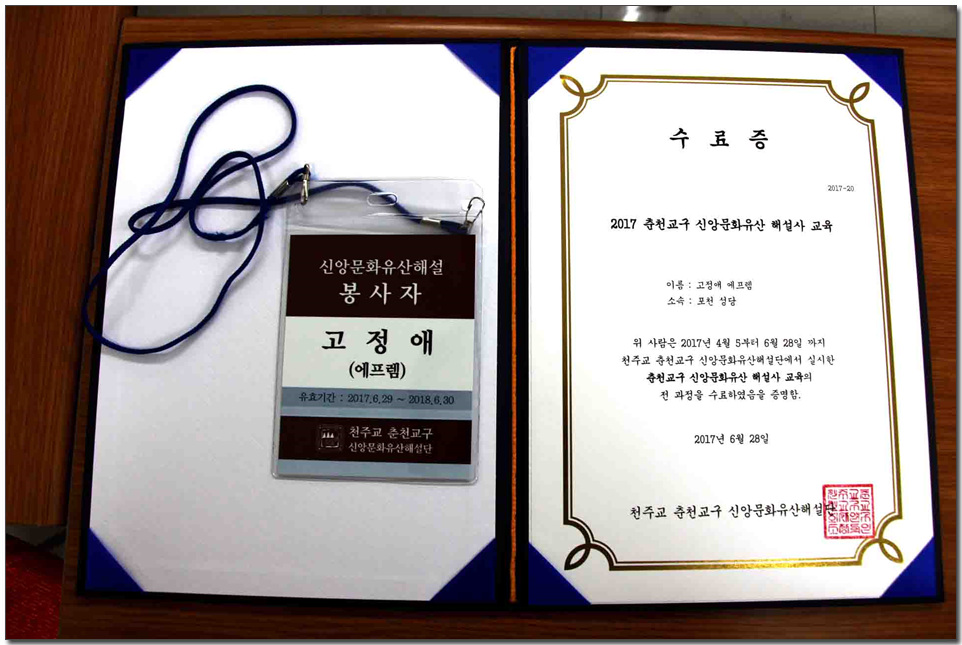 신앙문화유산해설
봉사자
고정애
(에프렘)
유효기간 : 2017.6.29 ~ 2018.6.30
천주교 춘천교구
신앙문화유산해설단
수 료 증
2017-20
2017 춘천교구 신앙문화유산 해설사 교육
이름 : 고정애 에프렘
소속 : 포천 성당
위 사람은 2017년 4월 5부터 6월 28일 까지
천주교 춘천교구 신앙문화유산해설단에서 실시한
춘천교구 신앙문화유산 해설사 교육의
전 과정을 수료하였음을 증명함.
2017년 6월 28일
천주교 춘천교구 신앙문화유산해설단